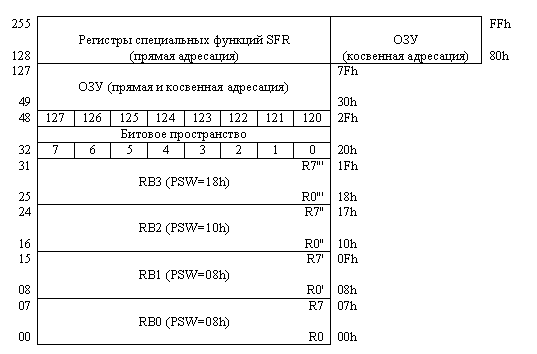 255 FFh
Регистры специальных функций SFR ОЗУ
128 (прямая адресация) (косвенная адресация) 80h
127 7Fh
ОЗУ (прямая и косвенная адресация)
49 30h
48 127 126 125 124 123 122 121 120 2Fh
Битовое пространство
32 7 6 5 4 3 2 1 0 20h
31 R7''' 1Fh
RB3 (PSW=18h)
25 R0''' 18h
24 R7'' 17h
RB2 (PSW=10h)
16 R0'' 10h
15 R7' 0Fh
RB1 (PSW=08h)
08 R0' 08h
07 R7 07h
RB0 (PSW=08h)
00 R0 00h